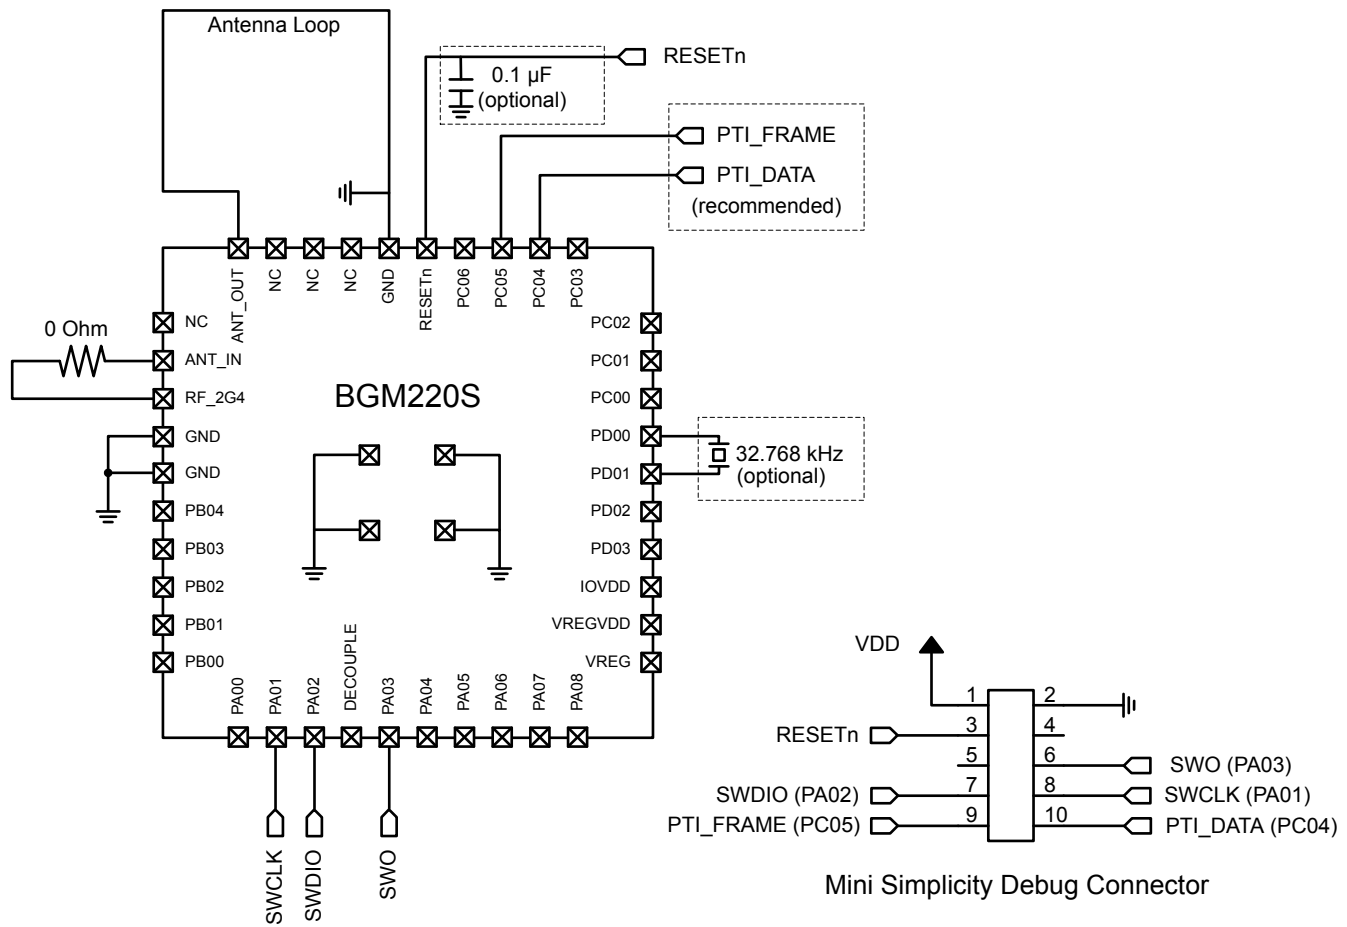 Antenna Loop
RESETn
0.1 µF
(optional)
PTI_FRAME
PTI_DATA
(recommended)
ANT_OUT
NC
NC
NC
GND
RESETn
PC06
PC05
PC04
PC03
0 Ohm
NC
ANT_IN
RF_2G4
GND
GND
PB04
PB03
PB02
PB01
PB00
BGM220S
PC02
PC01
PC00
PD00
PD01
PD02
PD03
IOVDD
VREGVDD
VREG
32.768 kHz
(optional)
PA00
PA01
PA02
DECOUPLE
PA03
PA04
PA05
PA06
PA07
PA08
SWCLK
SWDIO
SWO
VDD
1 2
RESETn 3 4
5 6 SWO (PA03)
SWDIO (PA02) 7 8 SWCLK (PA01)
PTI_FRAME (PC05) 9 10 PTI_DATA (PC04)
Mini Simplicity Debug Connector